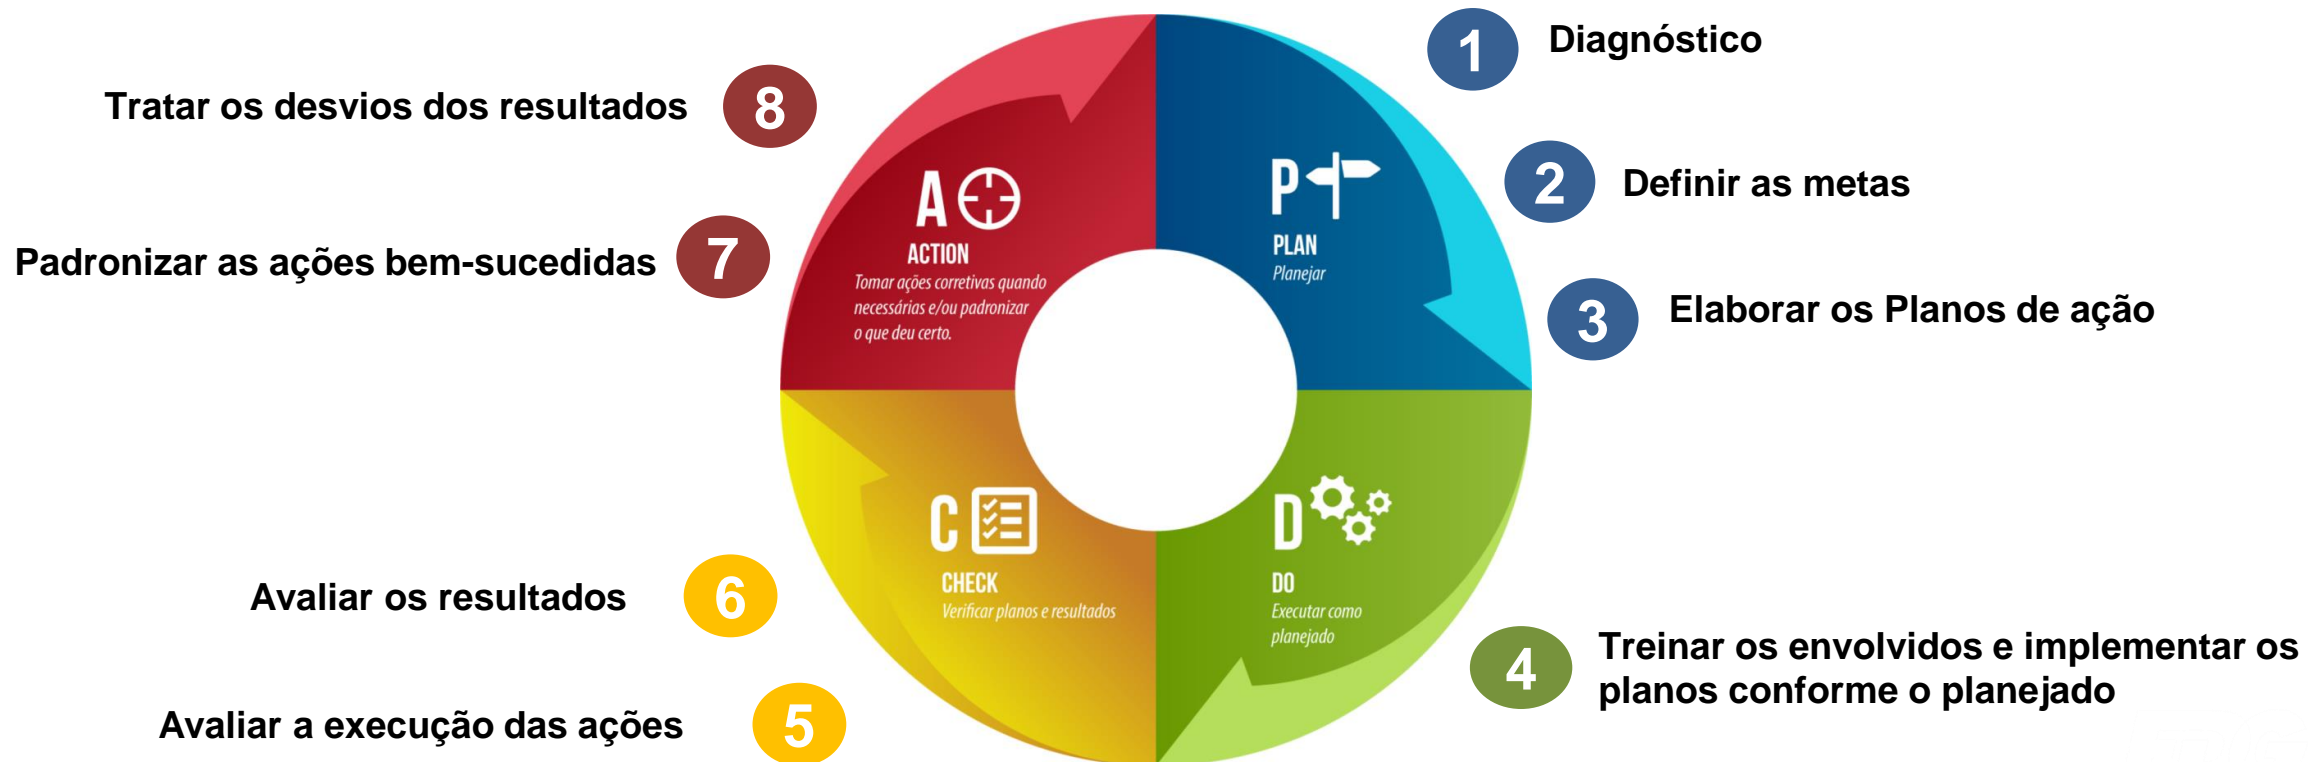 1 Diagnóstico
2 Definir as metas
3 Elaborar os Planos de ação
4 Treinar os envolvidos e implementar os
planos conforme o planejado
5 Avaliar a execução das ações
6 Avaliar os resultados
7 Padronizar as ações bem-sucedidas
8 Tratar os desvios dos resultados
P
PLAN
Planejar
D
DO
Executar como
planejado
C
CHECK
Verificar planos e resultados
A
ACTION
Tomar ações corretivas quando
necessárias e/ou padronizar
o que deu certo.